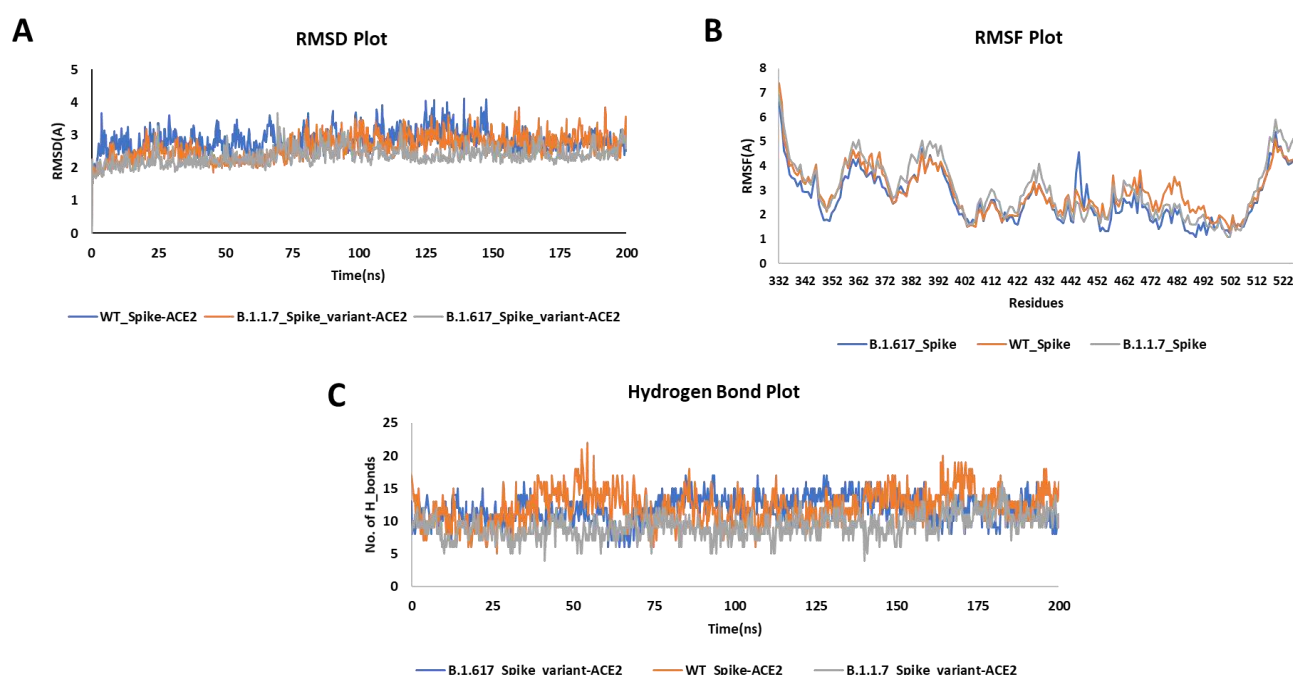 A
RMSD Plot
RMSD(A)
5
4
3
2
1
0
0 25 50 75 100 125 150 175 200
Time(ns)
WT_Spike-ACE2 B.1.1.7_Spike_variant-ACE2 B.1.617_Spike_variant-ACE2
B
RMSF Plot
RMSF(A)
8
7
6
5
4
3
2
1
0
332 342 352 362 372 382 392 402 412 422 432 442 452 462 472 482 492 502 512 522
Residues
B.1.617_Spike WT_Spike B.1.1.7_Spike
C
Hydrogen Bond Plot
No. of H_bonds
25
20
15
10
5
0
0 25 50 75 100 125 150 175 200
Time(ns)
B.1.617_Spike_variant-ACE2 WT_Spike-ACE2 B.1.1.7_Spike_variant-ACE2